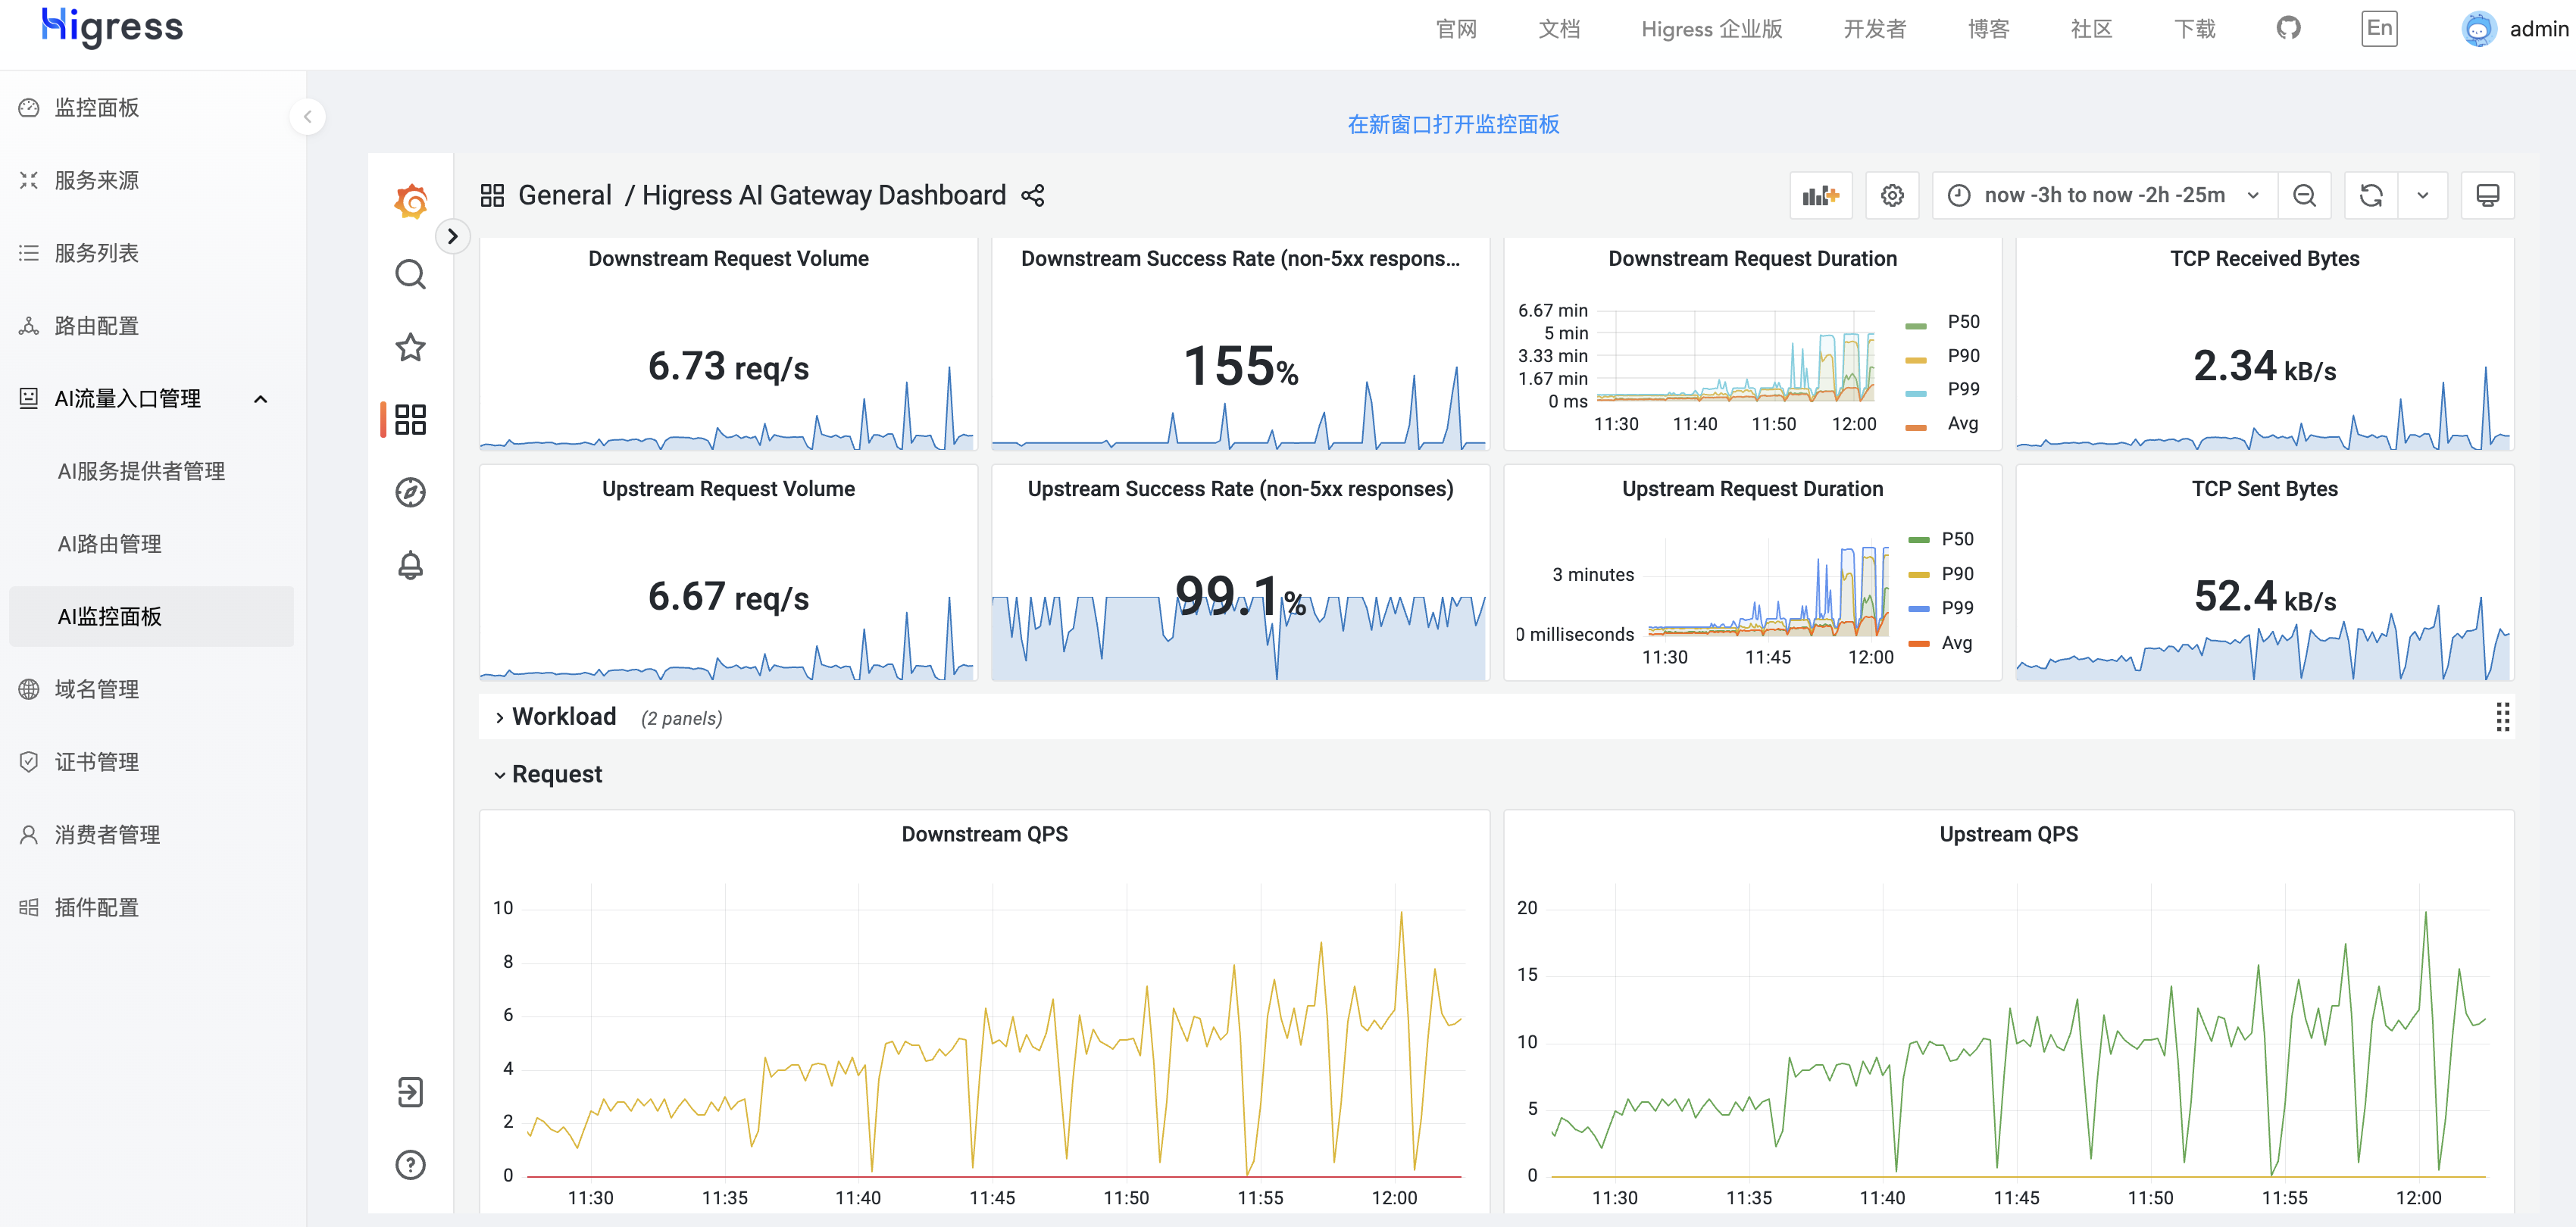 Higress
官网 文档 Higress 企业版 开发者 博客 社区 下载 En admin
监控面板
服务来源
服务列表
路由配置
AI流量入口管理
AI服务提供者管理
AI路由管理
AI监控面板
域名管理
证书管理
消费者管理
插件配置
在新窗口打开监控面板
General / Higress AI Gateway Dashboard
now -3h to now -2h -25m
Downstream Request Volume
6.73 req/s
Downstream Success Rate (non-5xx respons...
155%
Downstream Request Duration
6.67 min
5 min
3.33 min
1.67 min
0 ms
11:30 11:40 11:50 12:00
P50
P90
P99
Avg
TCP Received Bytes
2.34 kB/s
Upstream Request Volume
6.67 req/s
Upstream Success Rate (non-5xx responses)
99.1%
Upstream Request Duration
3 minutes
0 milliseconds
11:30 11:45 12:00
P50
P90
P99
Avg
TCP Sent Bytes
52.4 kB/s
Workload (2 panels)
Request
Downstream QPS
10
8
6
4
2
0
11:30 11:35 11:40 11:45 11:50 11:55 12:00
Upstream QPS
20
15
10
5
0
11:30 11:35 11:40 11:45 11:50 11:55 12:00